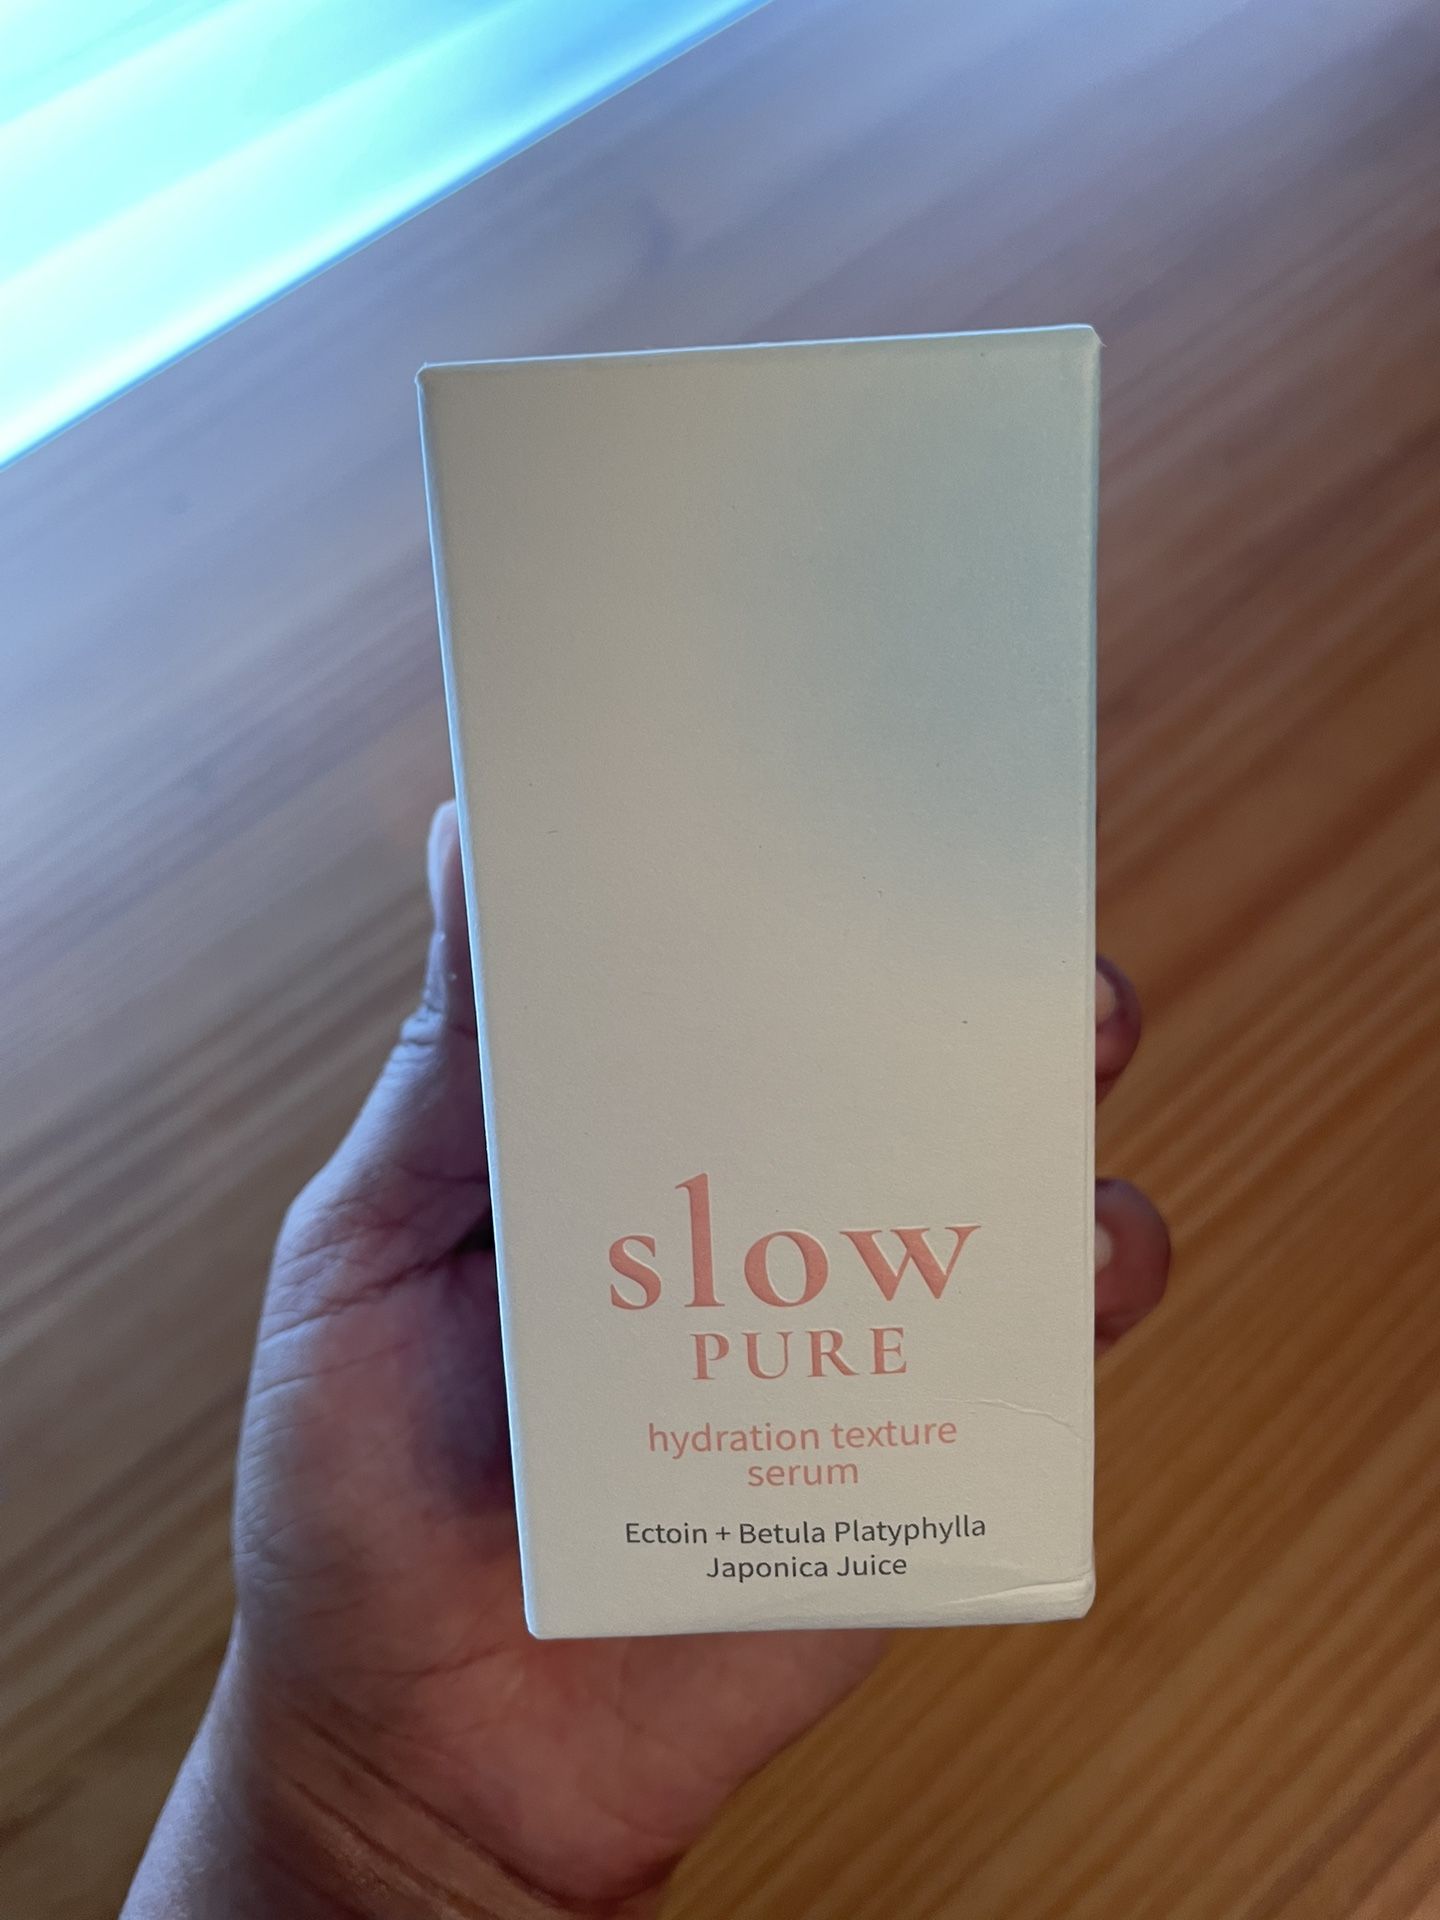 slow
PURE
hydration texture
serum
Ectoin + Betula Platyphylla
Japonica Juice